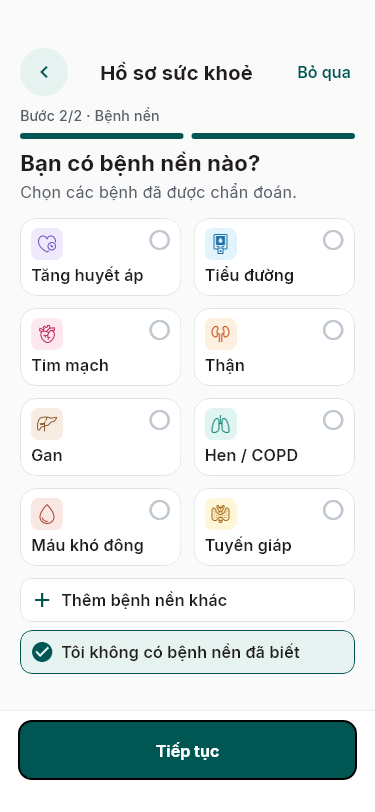 Hồ sơ sức khoẻ
Bỏ qua
Bước 2/2 · Bệnh nền
Bạn có bệnh nền nào?
Chọn các bệnh đã được chẩn đoán.
Tăng huyết áp
Tiểu đường
Tim mạch
Thận
Gan
Hen / COPD
Máu khó đông
Tuyến giáp
Thêm bệnh nền khác
Tôi không có bệnh nền đã biết
Tiếp tục